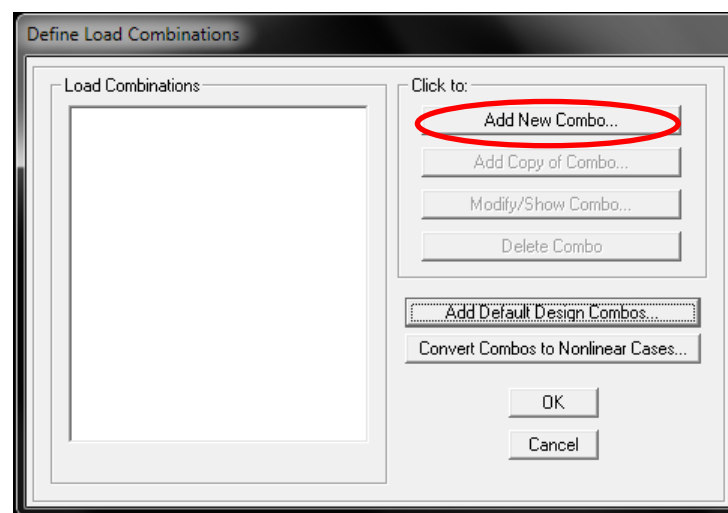 Define Load Combinations
Load Combinations
Click to:
Add New Combo...
Add Copy of Combo...
Modify/Show Combo...
Delete Combo
Add Default Design Combos...
Convert Combos to Nonlinear Cases...
OK
Cancel